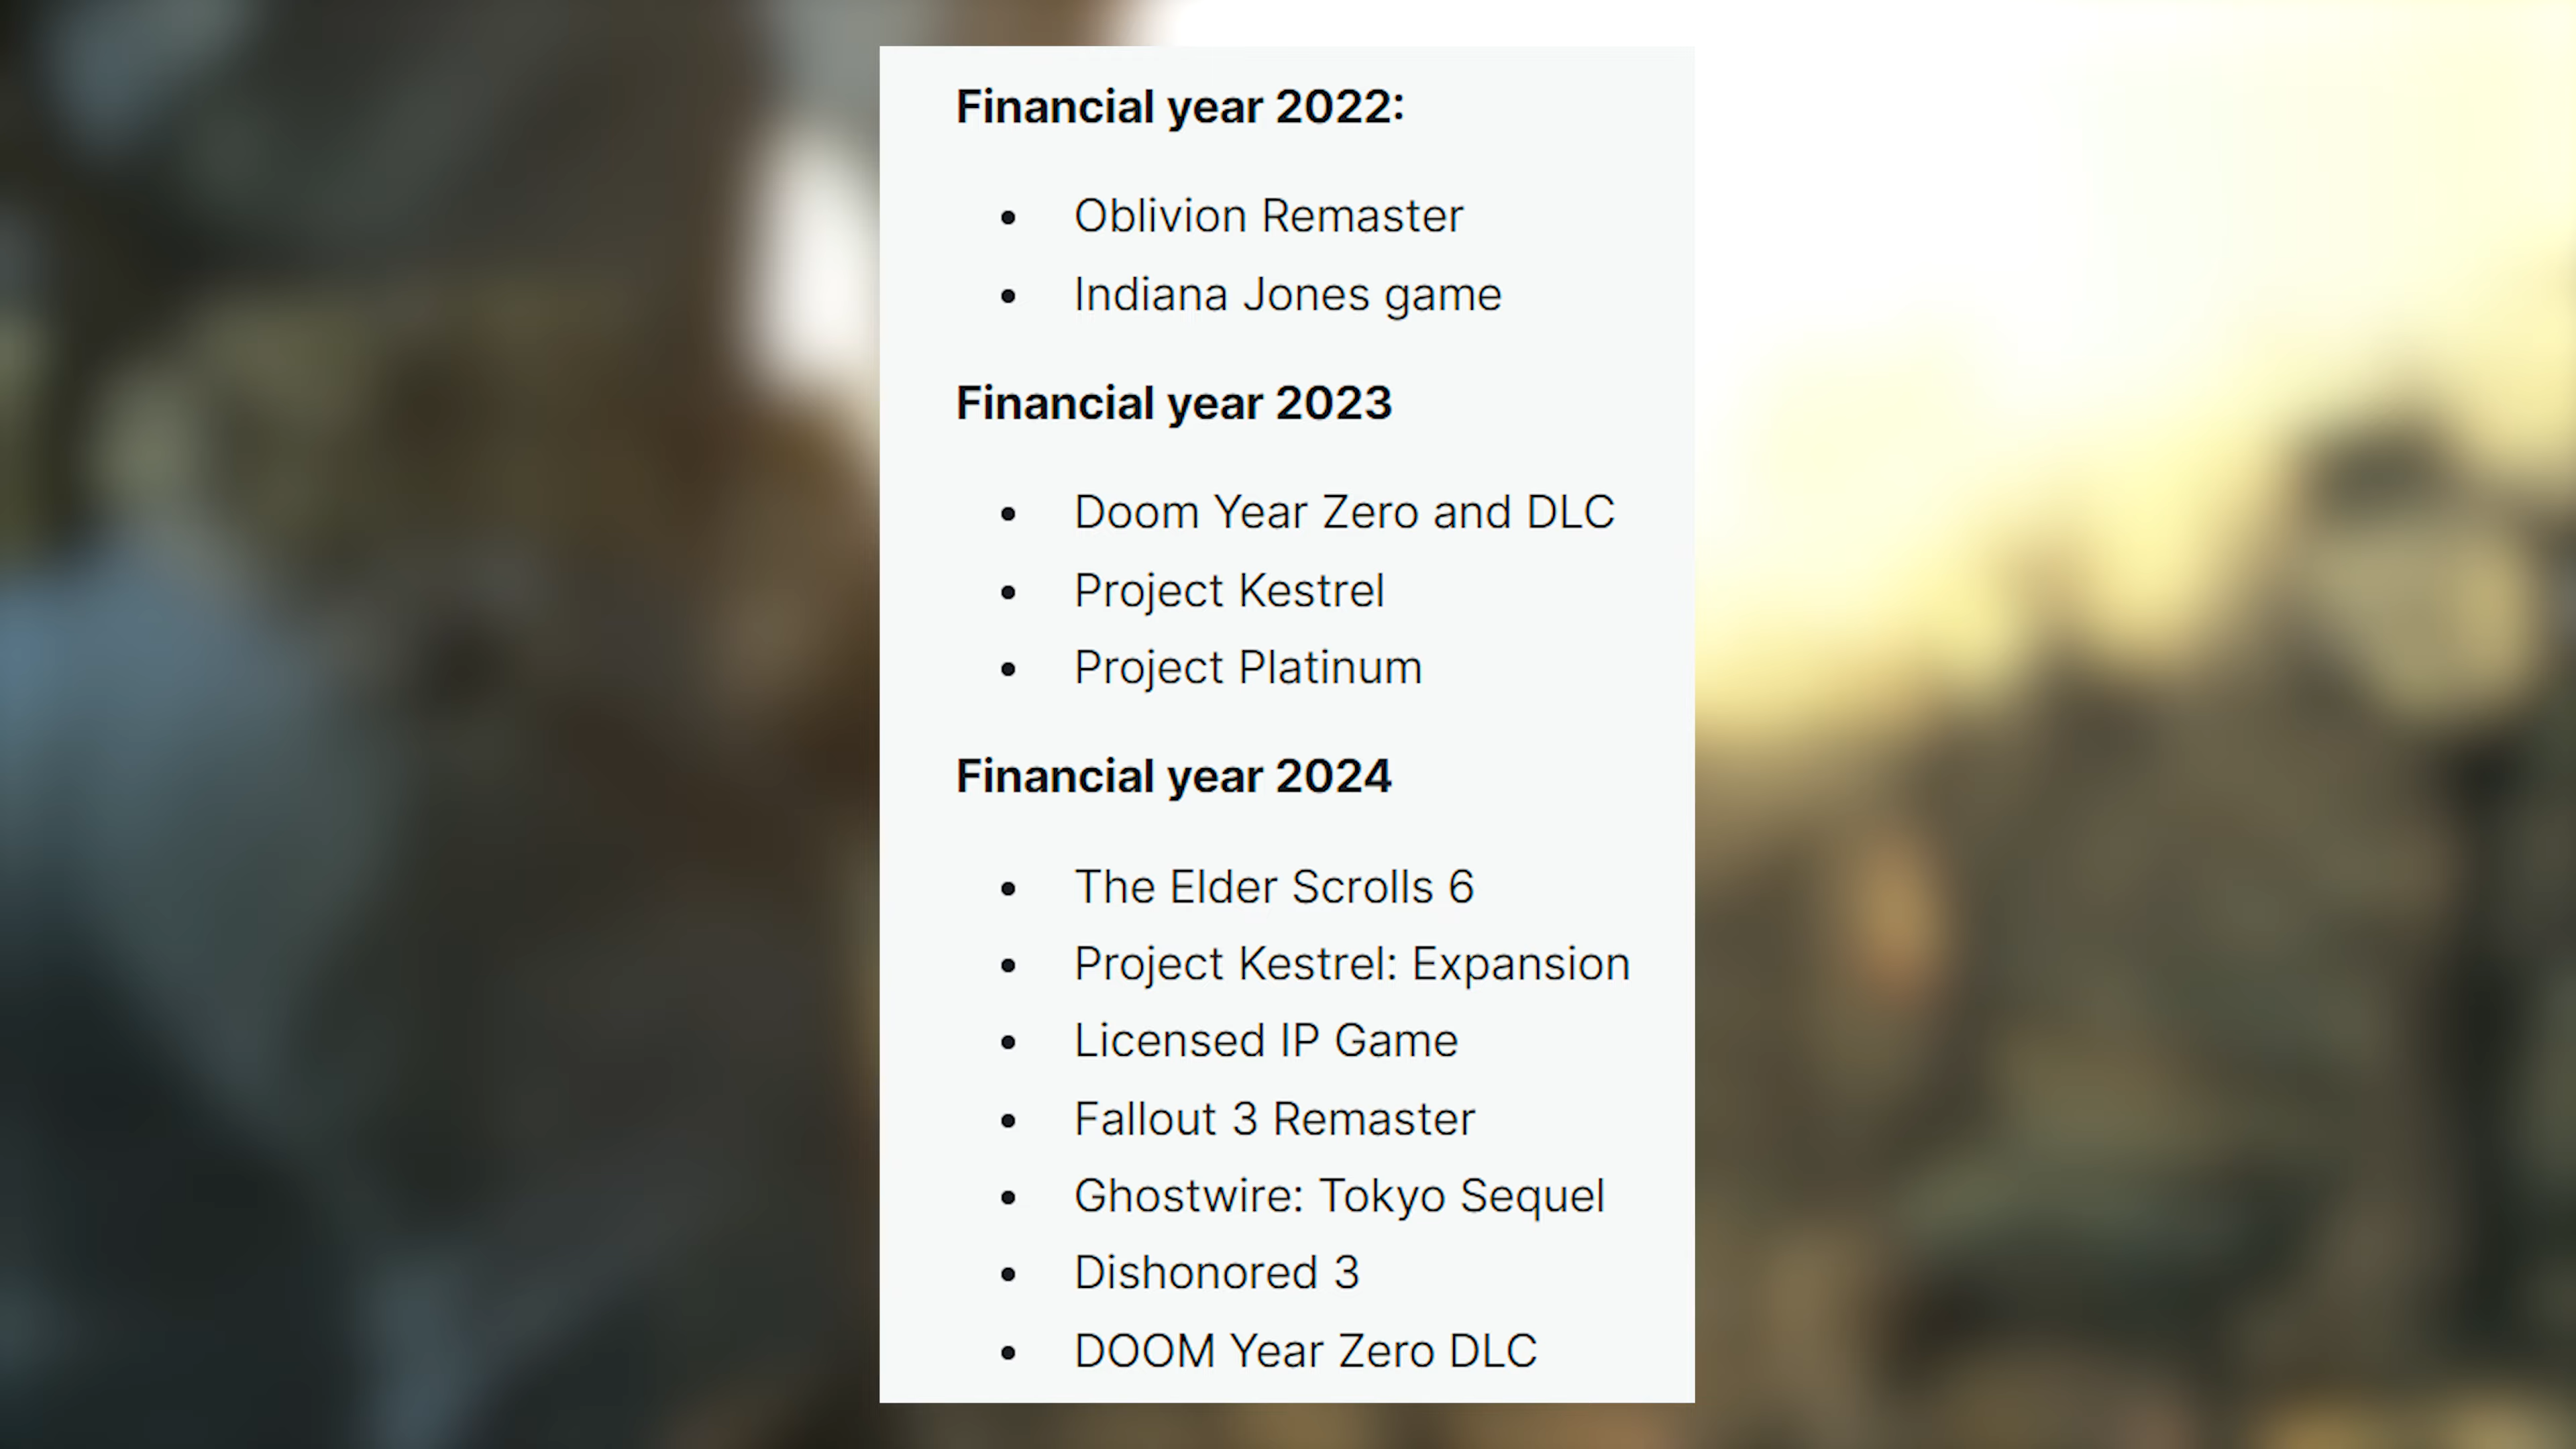 Financial year 2022:
• Oblivion Remaster
• Indiana Jones game
Financial year 2023
• Doom Year Zero and DLC
• Project Kestrel
• Project Platinum
Financial year 2024
• The Elder Scrolls 6
• Project Kestrel: Expansion
• Licensed IP Game
• Fallout 3 Remaster
• Ghostwire: Tokyo Sequel
• Dishonored 3
• DOOM Year Zero DLC